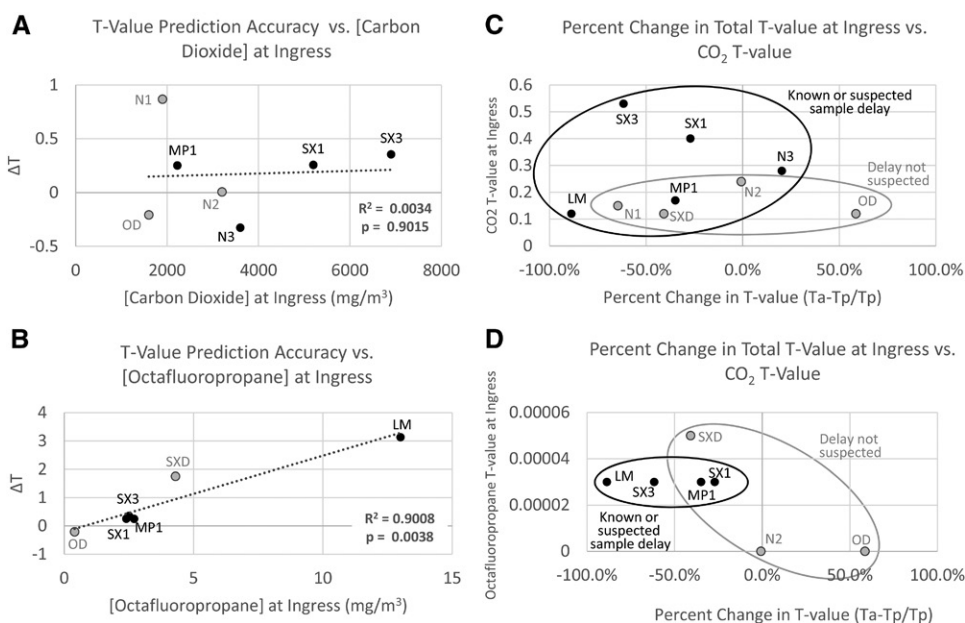 A
T-Value Prediction Accuracy vs. [Carbon
Dioxide] at Ingress
1
0.5
0
-0.5
ΔT
N1
MP1
SX1
SX3
OD
N2
N3
R² = 0.0034
p = 0.9015
0
2000
4000
6000
8000
[Carbon Dioxide] at Ingress (mg/m³)
B
T-Value Prediction Accuracy vs.
[Octafluoropropane] at Ingress
4
3
2
1
0
-1
ΔT
LM
SXD
SX3
SX1
MP1
OD
R² = 0.9008
p = 0.0038
0
5
10
15
[Octafluoropropane] at Ingress (mg/m³)
C
Percent Change in Total T-value at Ingress vs.
CO₂ T-value
0.6
0.5
0.4
0.3
0.2
0.1
0
CO2 T-value at Ingress
Known or suspected
sample delay
SX3
SX1
N3
Delay not
suspected
LM
N1
SXD
MP1
N2
OD
-100.0%
-50.0%
0.0%
50.0%
100.0%
Percent Change in T-value (Ta-Tp/Tp)
D
Percent Change in Total T-Value at Ingress vs.
CO₂ T-Value
0.00006
0.00004
0.00002
0
Octafluoropropane T-value at Ingress
SXD
Delay not
suspected
LM
SX3
SX1
MP1
Known or
suspected
sample delay
N2
OD
-100.0%
-50.0%
0.0%
50.0%
100.0%
Percent Change in T-value (Ta-Tp/Tp)